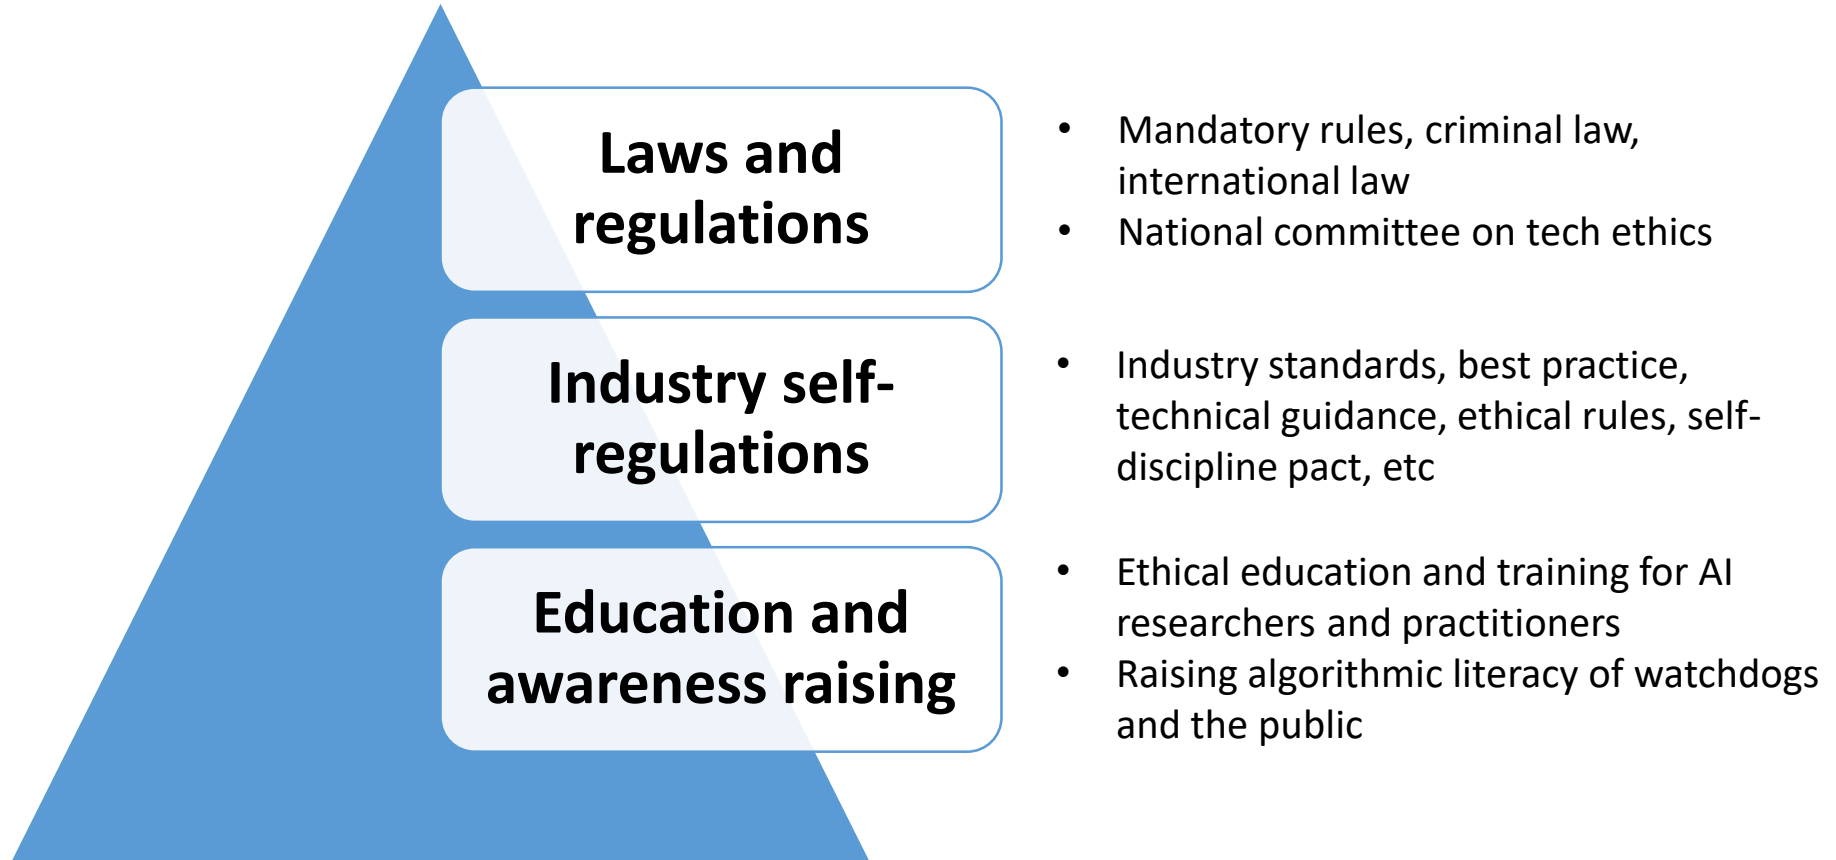 Laws and
regulations
• Mandatory rules, criminal law,
international law
• National committee on tech ethics
Industry self-
regulations
• Industry standards, best practice,
technical guidance, ethical rules, self-
discipline pact, etc
Education and
awareness raising
• Ethical education and training for AI
researchers and practitioners
• Raising algorithmic literacy of watchdogs
and the public